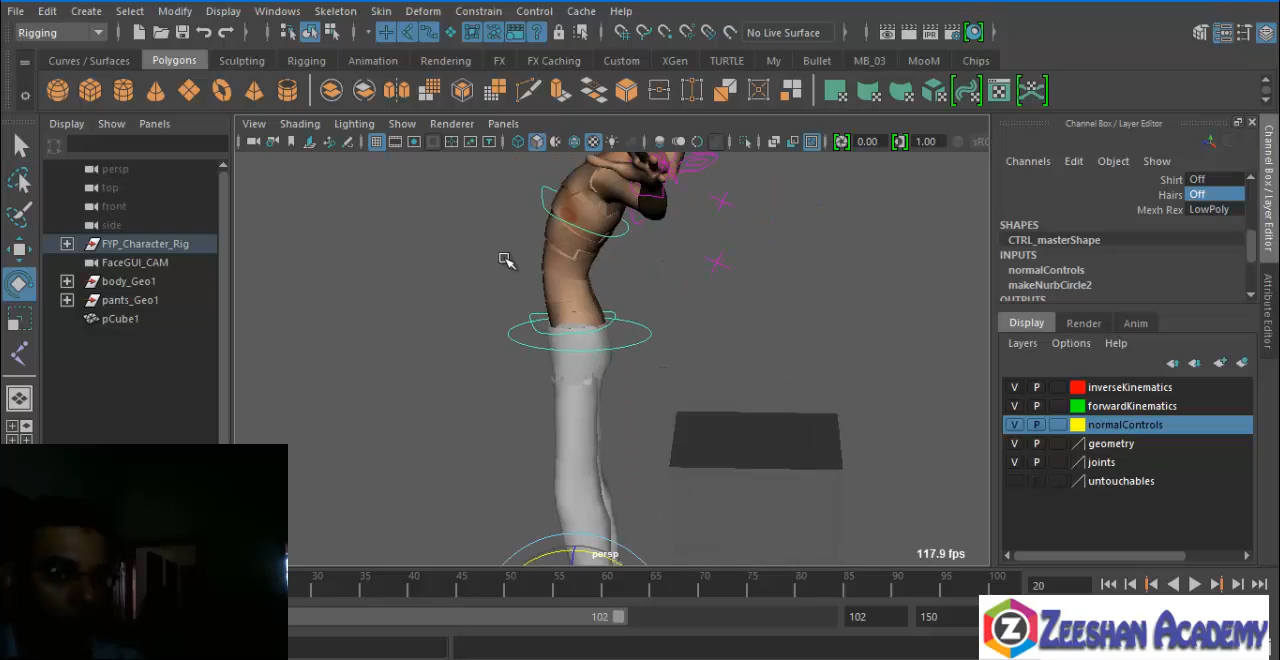 File Edit Create Select Modify Display Windows Skeleton Skin Deform Constrain Control Cache Help
Rigging
No Live Surface
Curves / Surfaces Polygons Sculpting Rigging Animation Rendering FX FX Caching Custom XGen TURTLE My Bullet MB_03 MooM Chips
Display Show Panels
View Shading Lighting Show Renderer Panels
0.00 1.00
persp
top
front
side
FYP_Character_Rig
FaceGUI_CAM
body_Geo1
pants_Geo1
pCube1
persp
117.9 fps
Channel Box / Layer Editor
Channels Edit Object Show
Shirt Off
Hairs Off
Mexh Rex LowPoly
SHAPES
CTRL_masterShape
INPUTS
normalControls
makeNurbCircle2
OUTPUTS
Display Render Anim
Layers Options Help
V P inverseKinematics
V P forwardKinematics
V P normalControls
V P geometry
V P joints
untouchables
Channel Box / Layer Editor
Attribute Editor
30 35 40 45 50 55 60 65 70 75 80 85 90 95 100
20
102
102
150
Z ZEESHAN ACADEMY